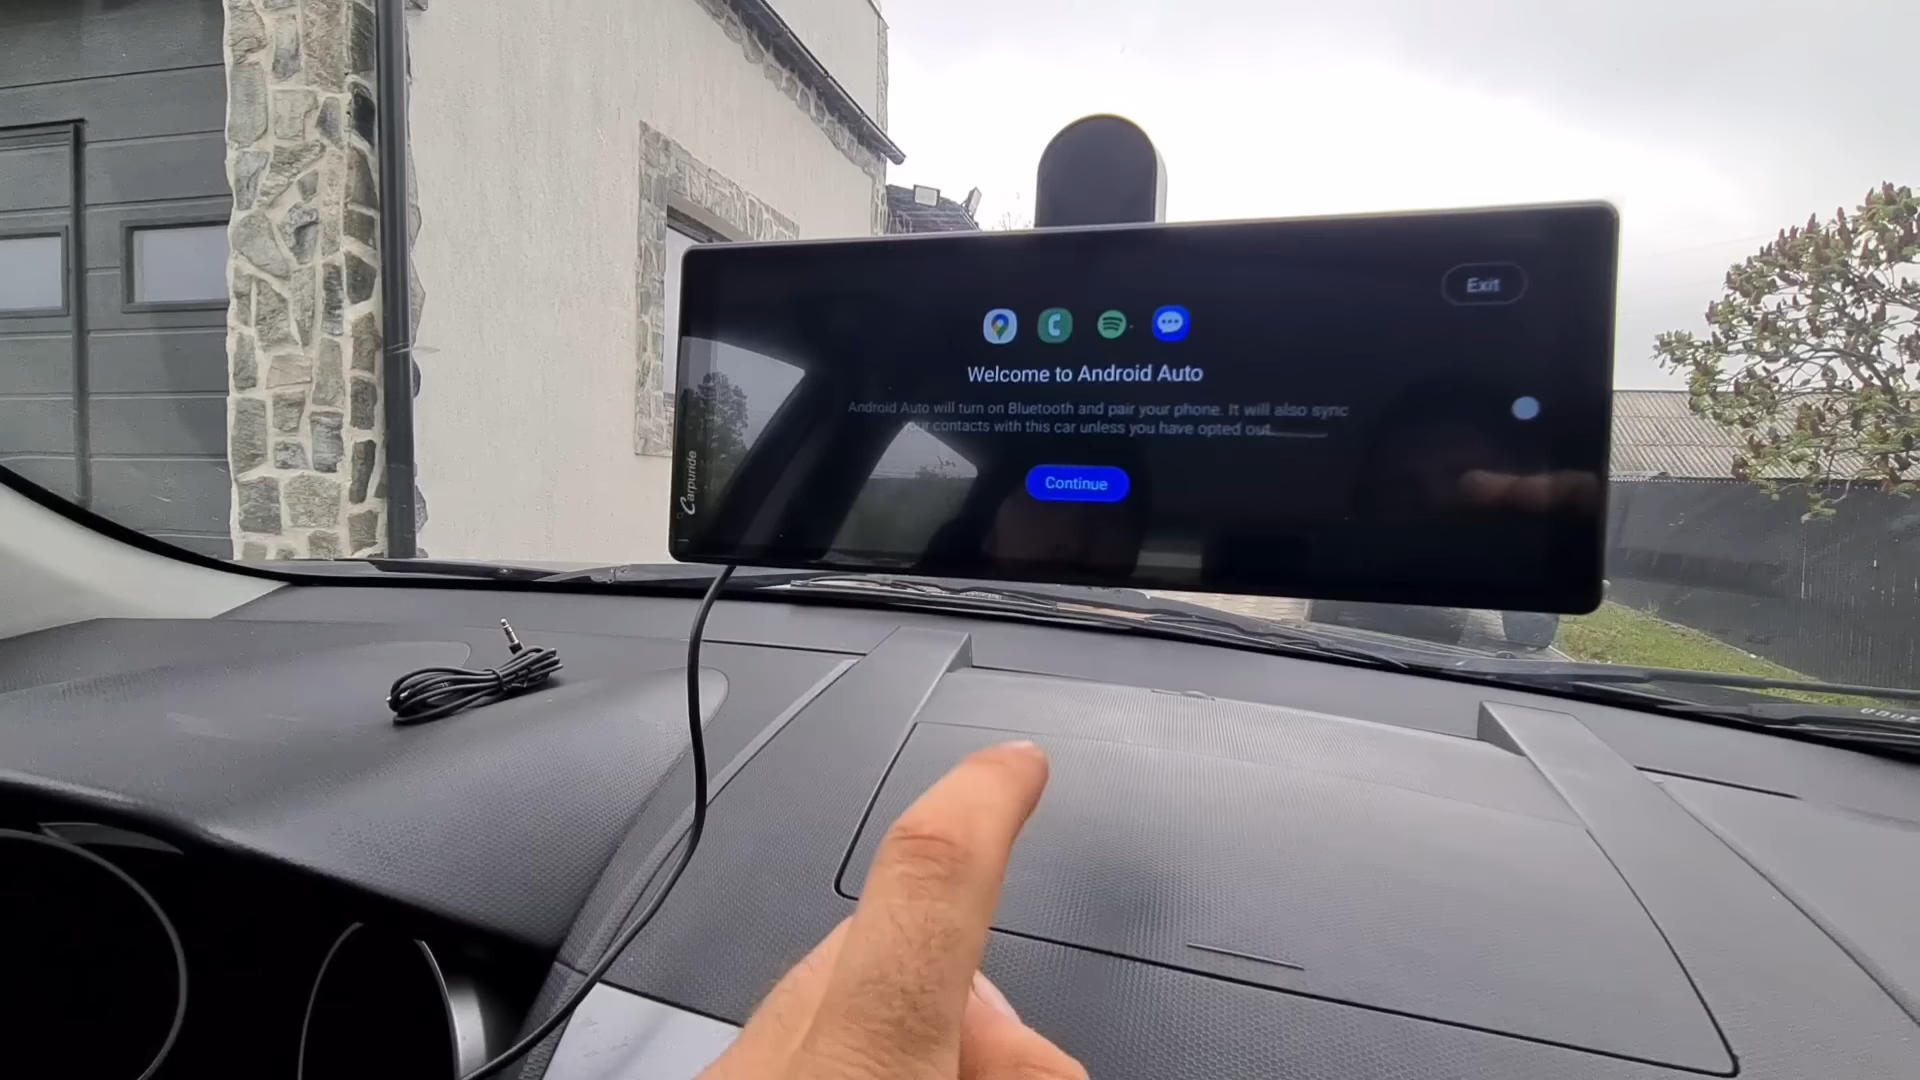 Exit
Welcome to Android Auto
Android Auto will turn on Bluetooth and pair your phone. It will also sync
your contacts with this car unless you have opted out.
Continue
Carpuride